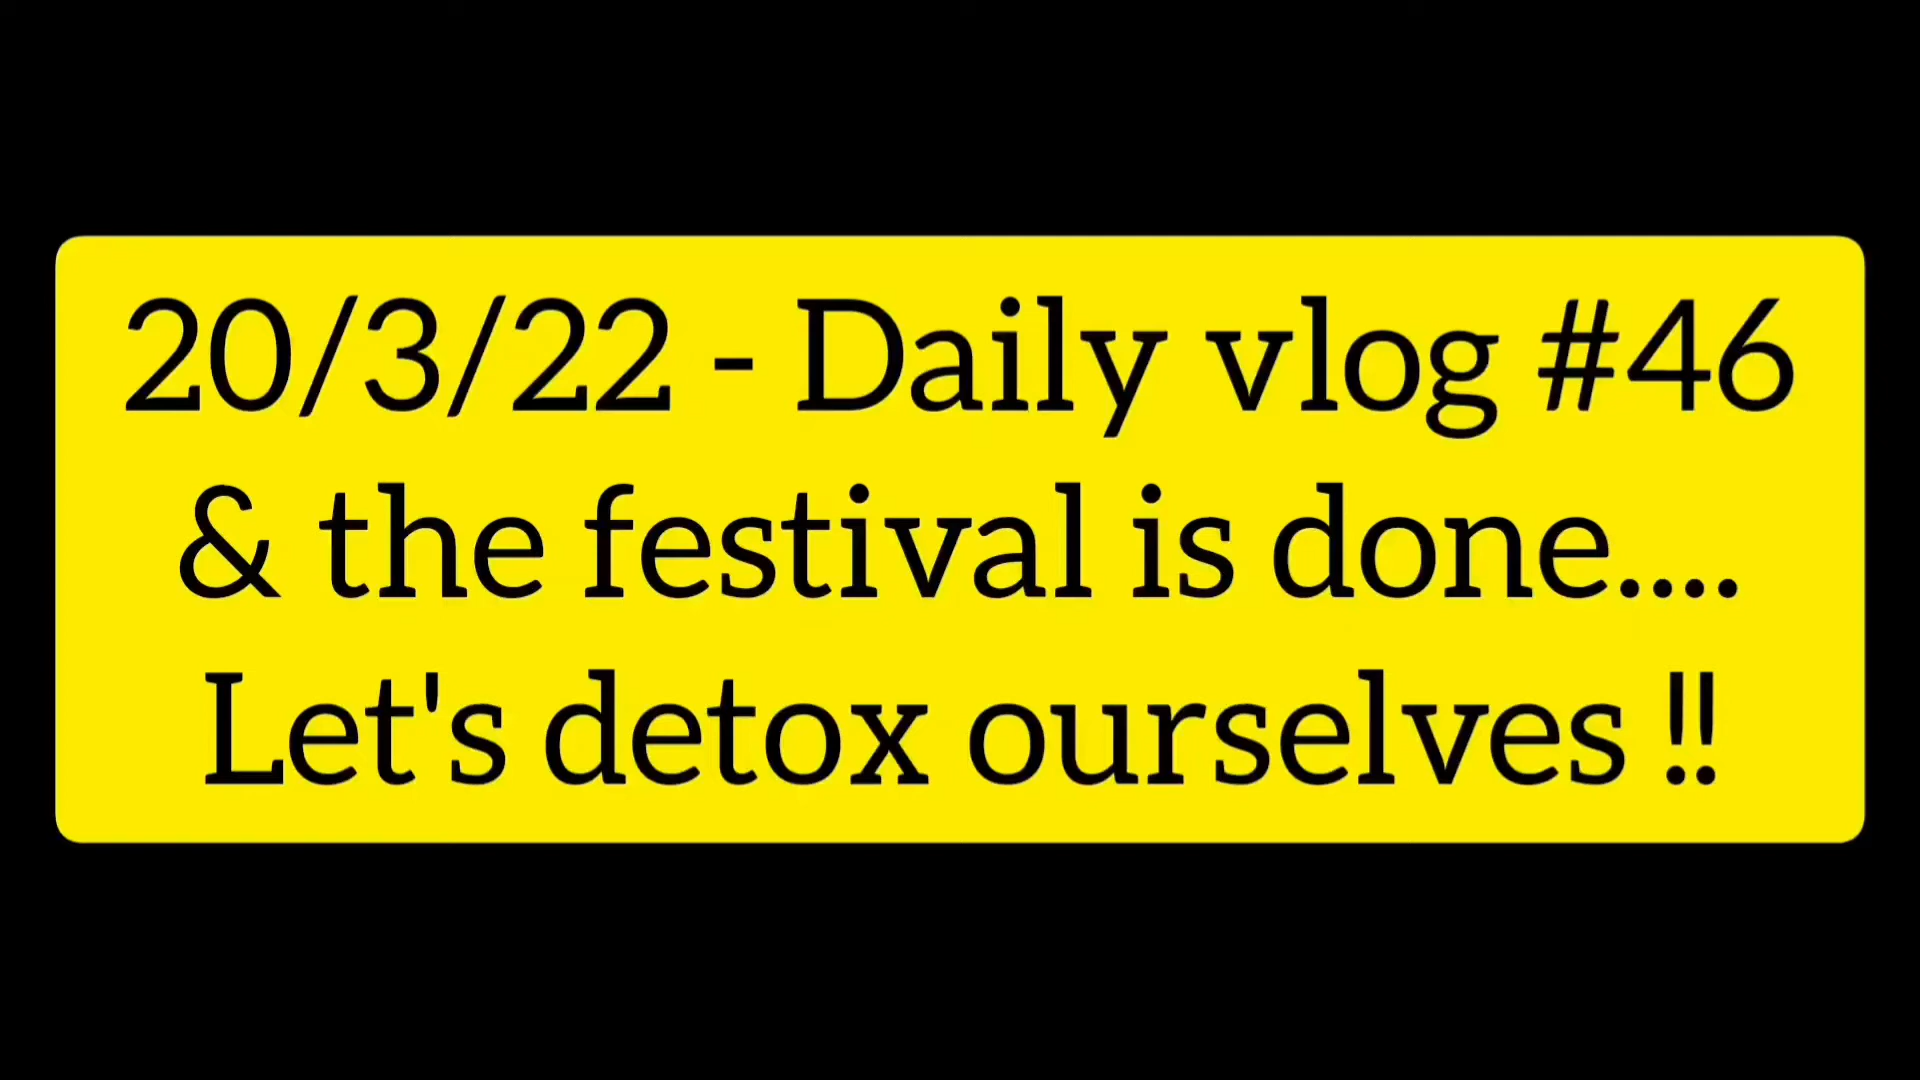 20/3/22 - Daily vlog #46
& the festival is done....
Let's detox ourselves !!